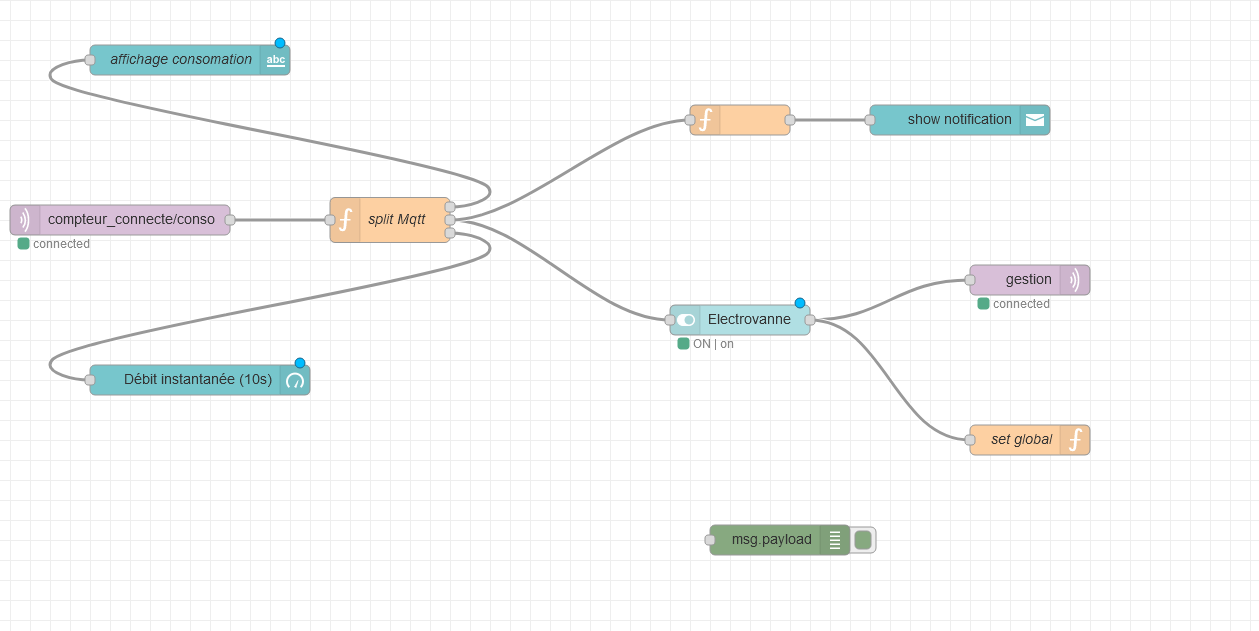 affichage consomation
abc
show notification
compteur_connecte/conso
connected
split Mqtt
gestion
connected
Electrovanne
ON | on
Débit instantanée (10s)
set global
msg.payload